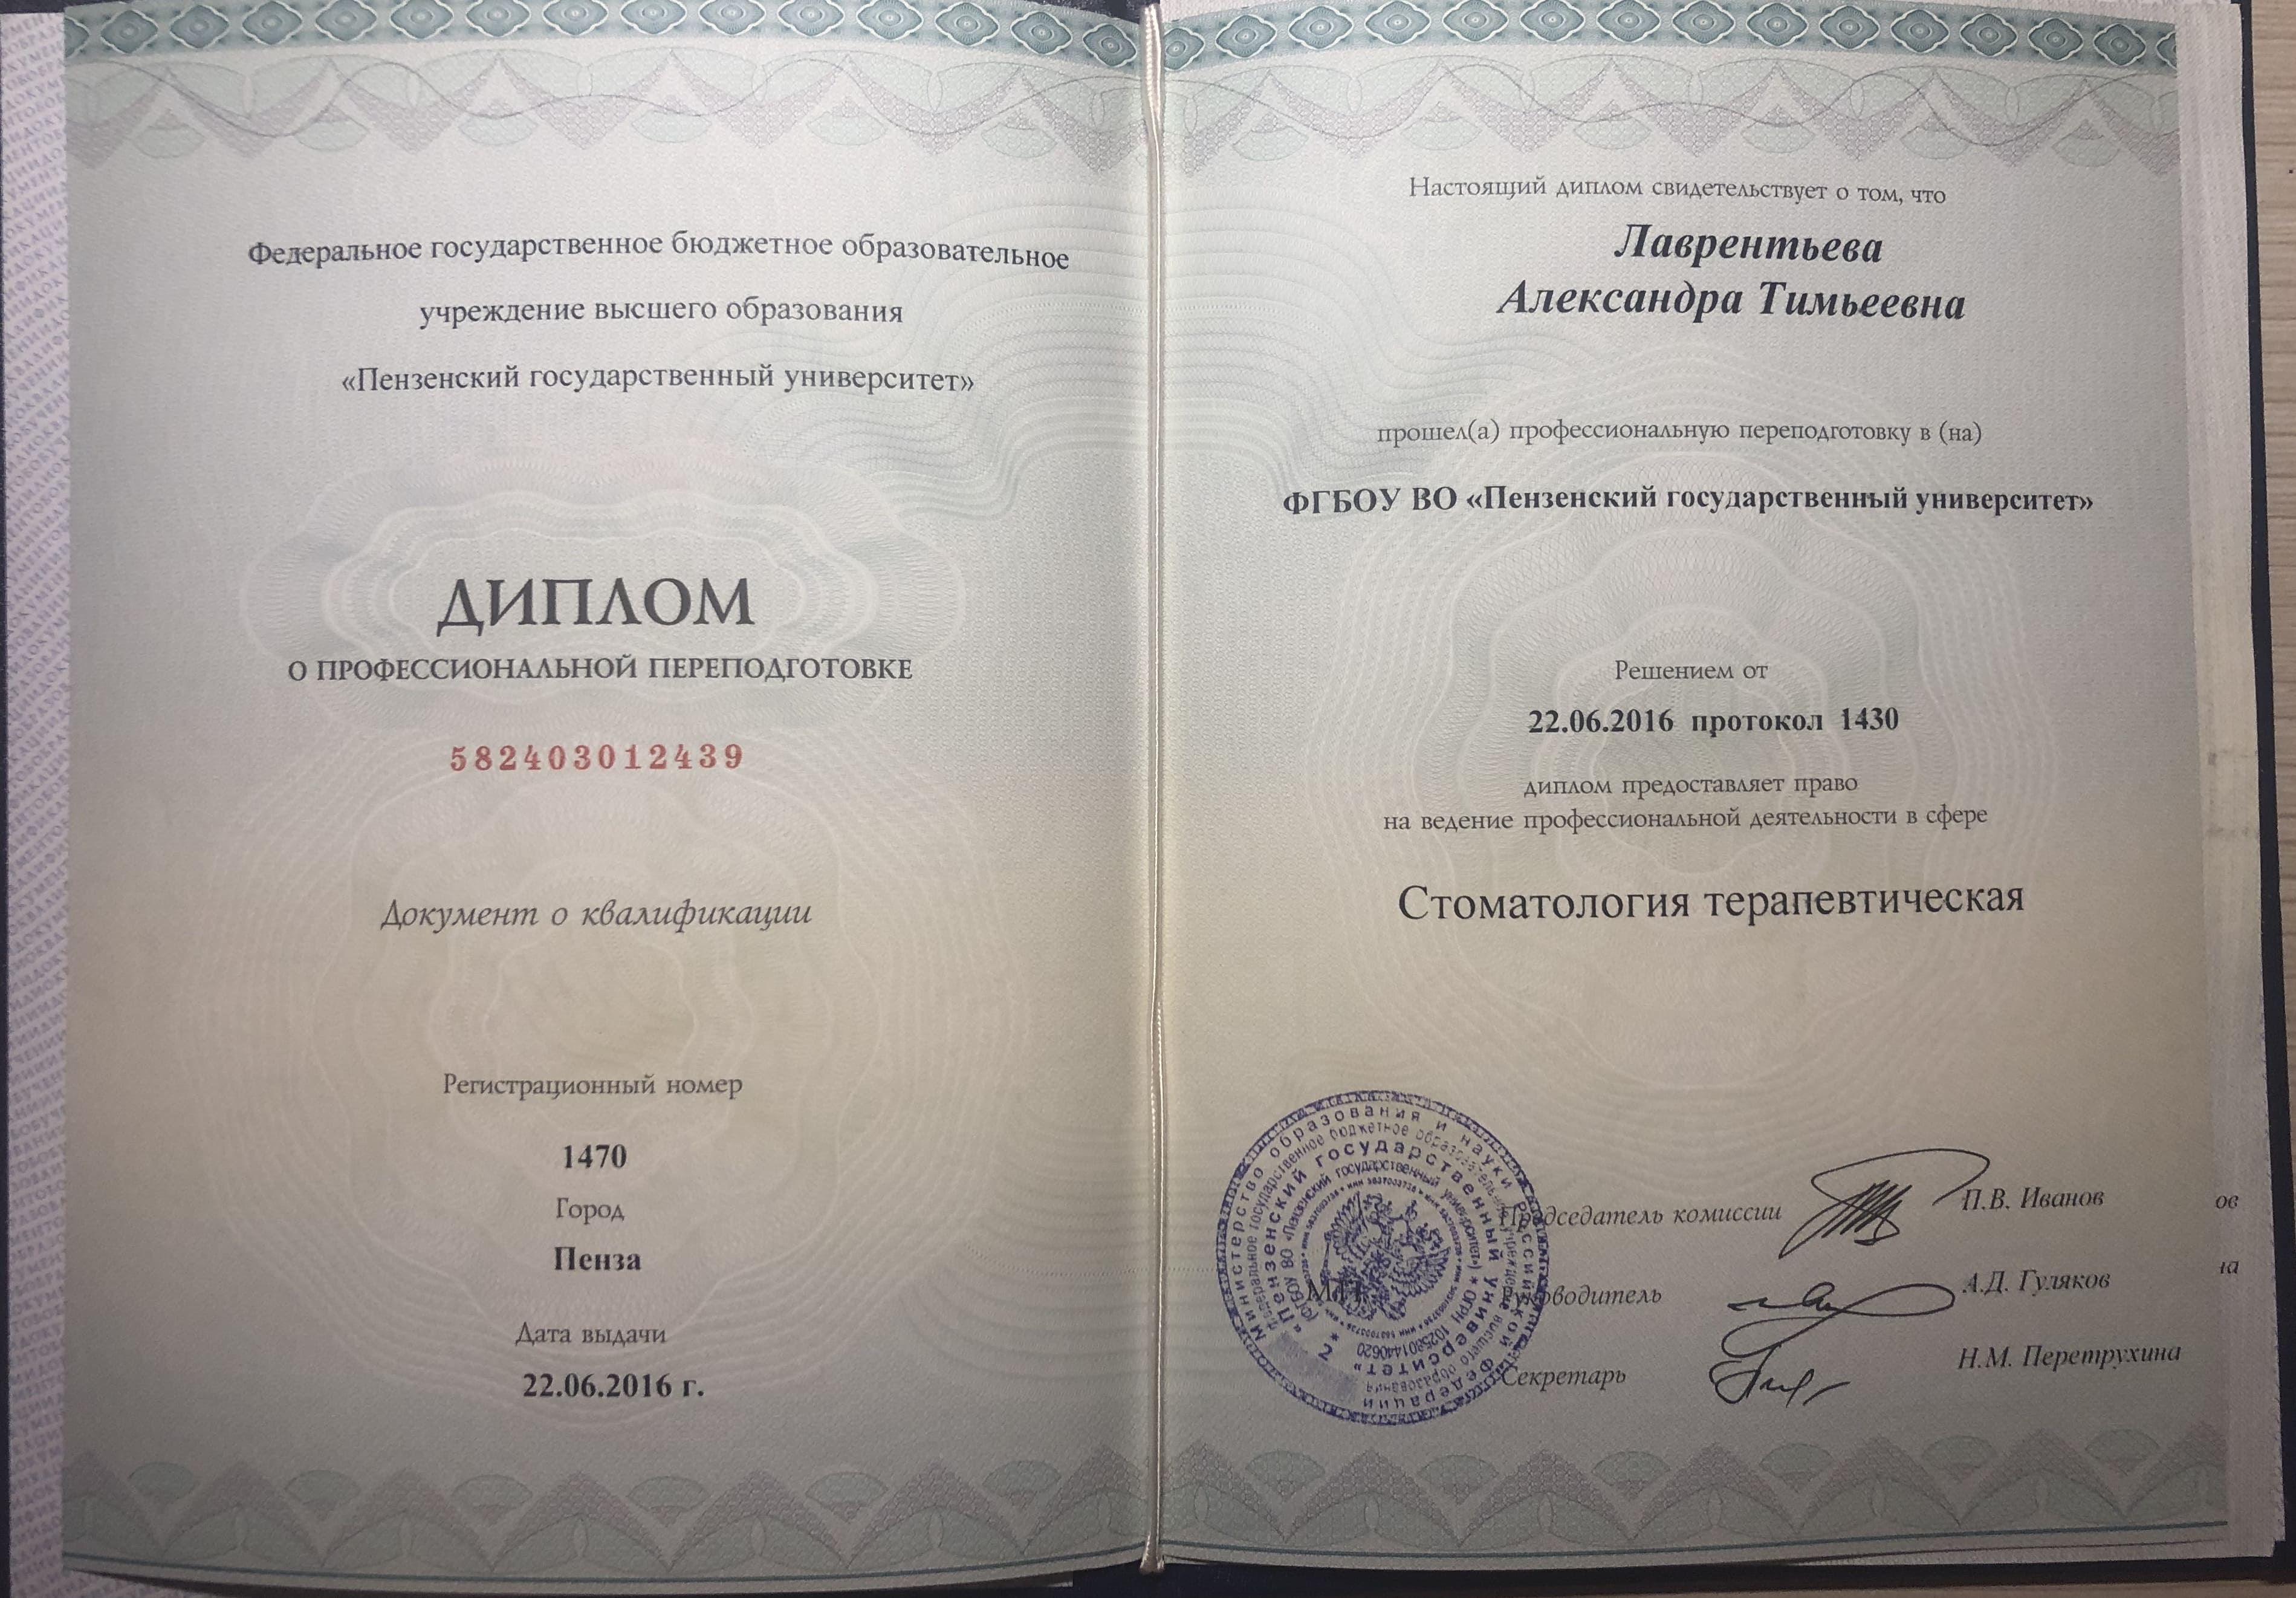 Федеральное государственное бюджетное образовательное
учреждение высшего образования
«Пензенский государственный университет»
ДИПЛОМ
О ПРОФЕССИОНАЛЬНОЙ ПЕРЕПОДГОТОВКЕ
582403012439
Документ о квалификации
Регистрационный номер
1470
Город
Пенза
Дата выдачи
22.06.2016 г.
Настоящий диплом свидетельствует о том, что
Лаврентьева
Александра Тимьеевна
прошел(а) профессиональную переподготовку в (на)
ФГБОУ ВО «Пензенский государственный университет»
Решением от
22.06.2016 протокол 1430
диплом предоставляет право
на ведение профессиональной деятельности в сфере
Стоматология терапевтическая
Председатель комиссии П.В. Иванов
ов
М.П.
Руководитель А.Д. Гуляков
на
Секретарь Н.М. Перетрухина
Министерство образования и науки Российской Федерации
Федеральное государственное бюджетное образовательное учреждение высшего образования
«Пензенский государственный университет»
(ФГБОУ ВО «Пензенский государственный университет») * ОГРН 1025801440620
* 2